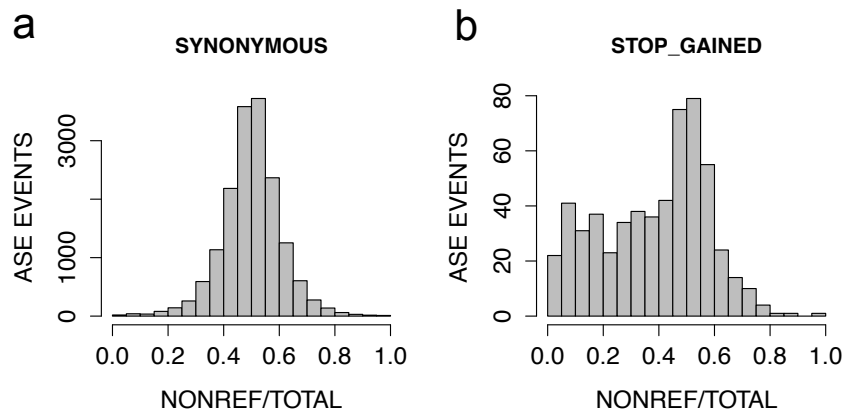 a
SYNONYMOUS
ASE EVENTS
3000
1000
0
0.0 0.2 0.4 0.6 0.8 1.0
NONREF/TOTAL
b
STOP_GAINED
ASE EVENTS
80
60
40
20
0
0.0 0.2 0.4 0.6 0.8 1.0
NONREF/TOTAL